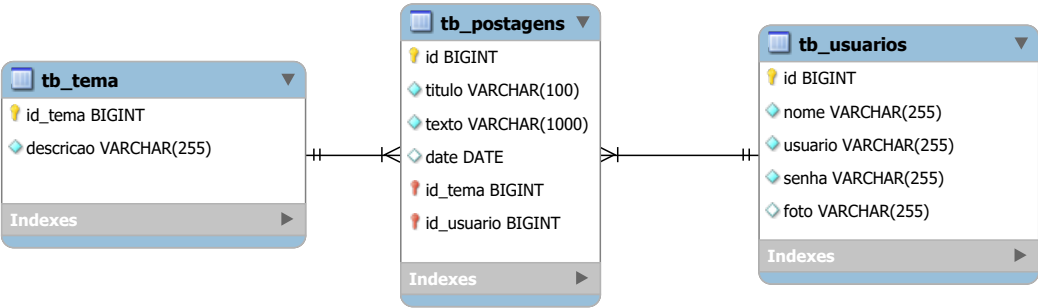 tb_tema
id_tema BIGINT
descricao VARCHAR(255)
Indexes
tb_postagens
id BIGINT
titulo VARCHAR(100)
texto VARCHAR(1000)
date DATE
id_tema BIGINT
id_usuario BIGINT
Indexes
tb_usuarios
id BIGINT
nome VARCHAR(255)
usuario VARCHAR(255)
senha VARCHAR(255)
foto VARCHAR(255)
Indexes